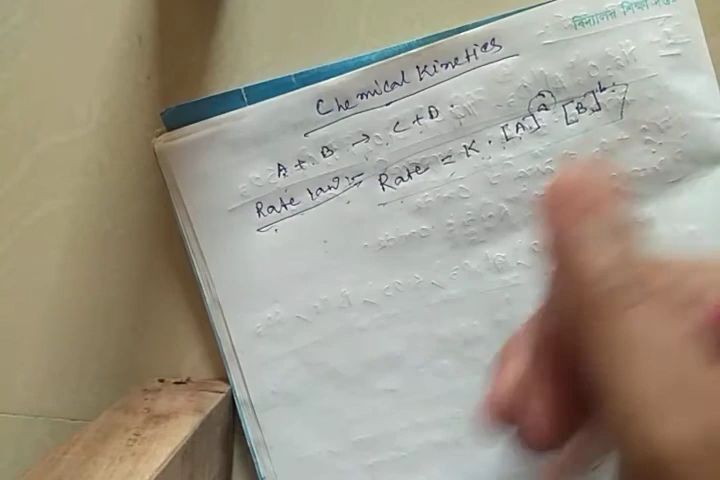 Chemical Kinetics
A + B → C + D.
Rate law :- Rate = K · [A]^a [B]^b